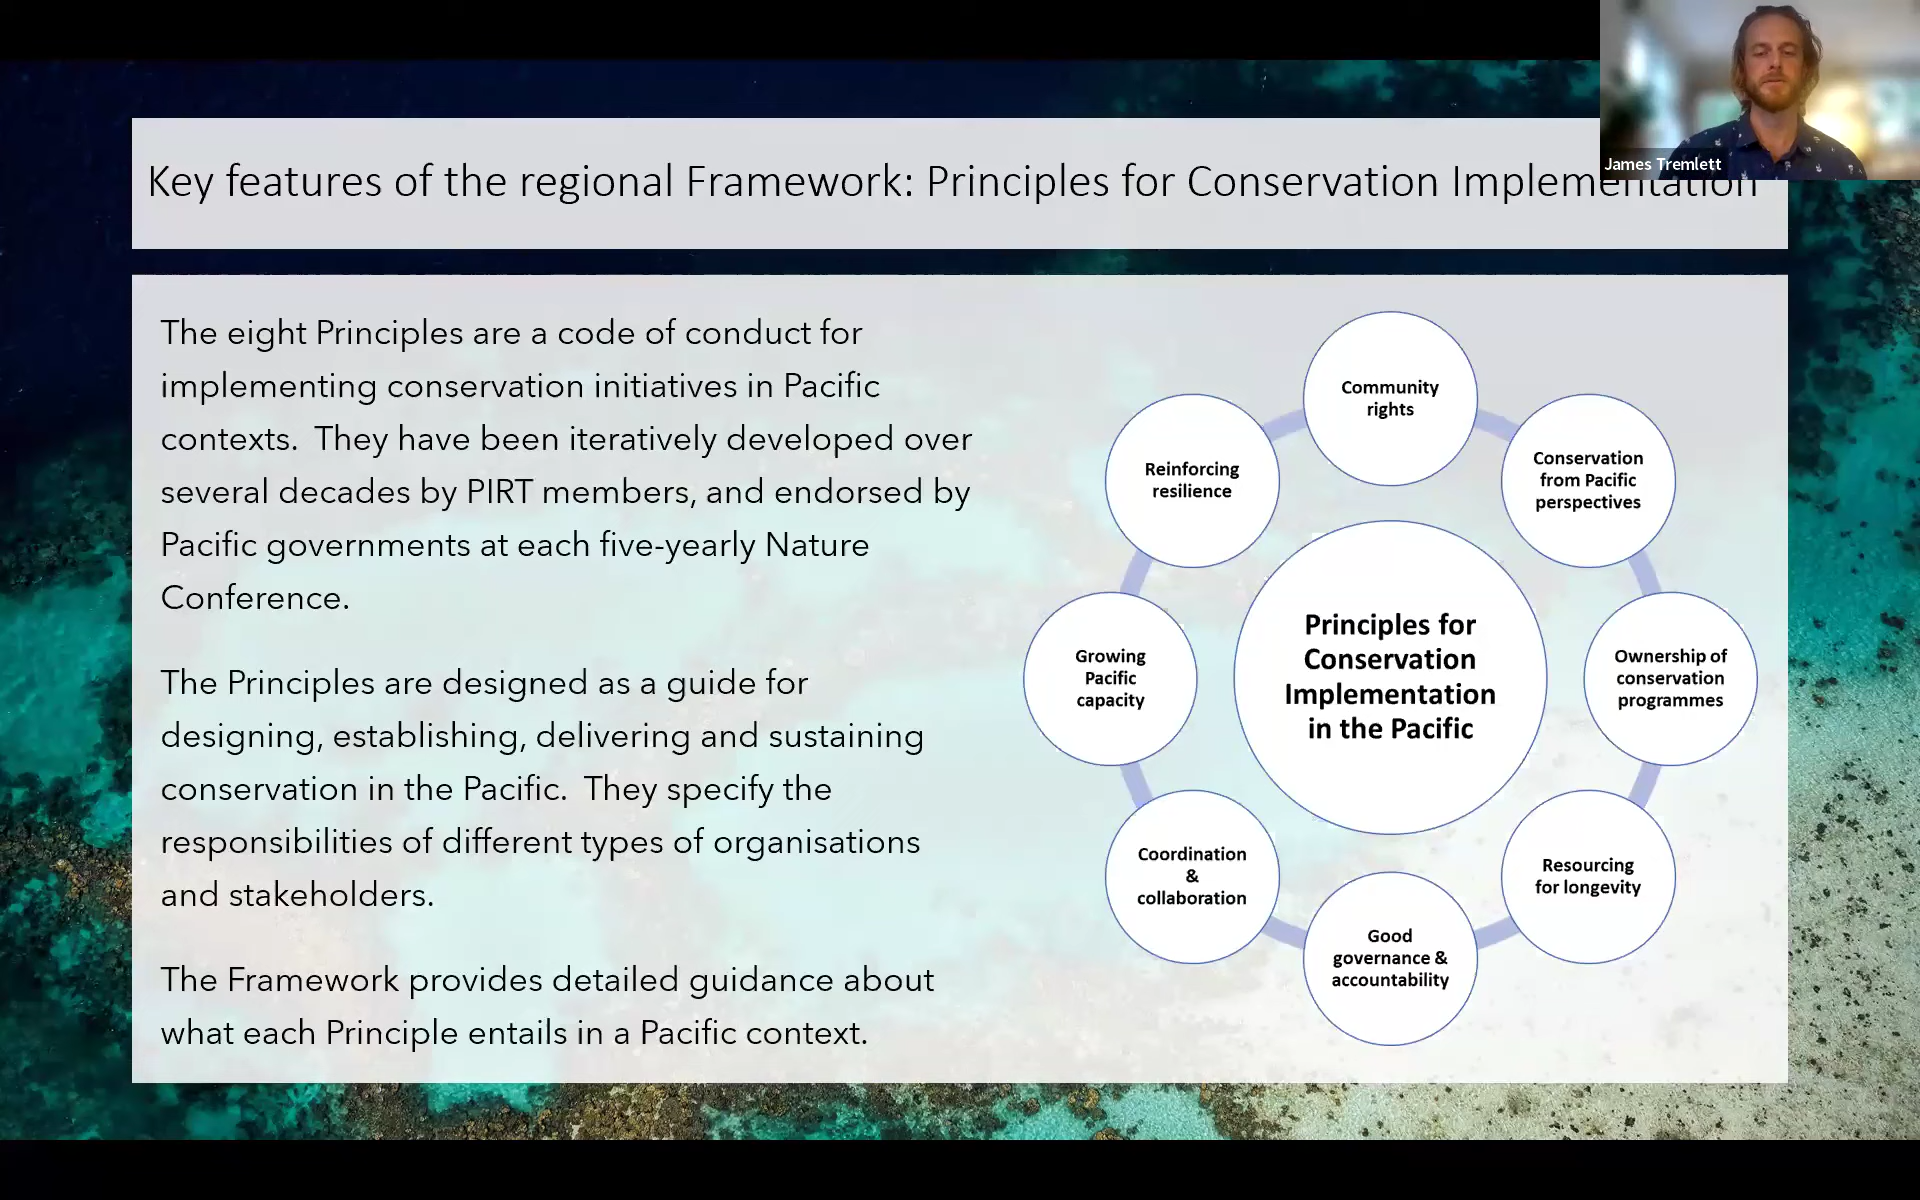 James Tremlett
Key features of the regional Framework: Principles for Conservation Implementation
The eight Principles are a code of conduct for
implementing conservation initiatives in Pacific
contexts.  They have been iteratively developed over
several decades by PIRT members, and endorsed by
Pacific governments at each five-yearly Nature
Conference.
The Principles are designed as a guide for
designing, establishing, delivering and sustaining
conservation in the Pacific.  They specify the
responsibilities of different types of organisations
and stakeholders.
The Framework provides detailed guidance about
what each Principle entails in a Pacific context.
Principles for
Conservation
Implementation
in the Pacific
Community
rights
Conservation
from Pacific
perspectives
Ownership of
conservation
programmes
Resourcing
for longevity
Good
governance &
accountability
Coordination
&
collaboration
Growing
Pacific
capacity
Reinforcing
resilience